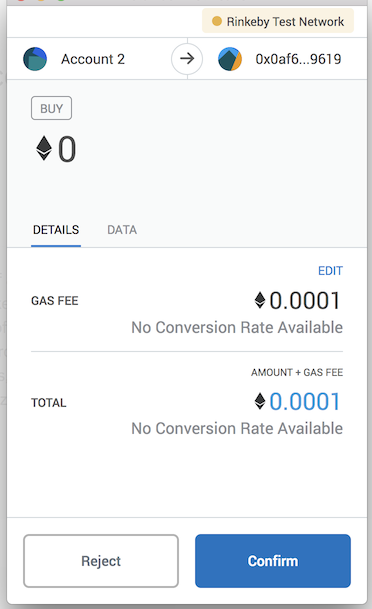 Rinkeby Test Network
Account 2
0x0af6...9619
BUY
0
DETAILS
DATA
EDIT
GAS FEE
0.0001
No Conversion Rate Available
AMOUNT + GAS FEE
TOTAL
0.0001
No Conversion Rate Available
Reject
Confirm